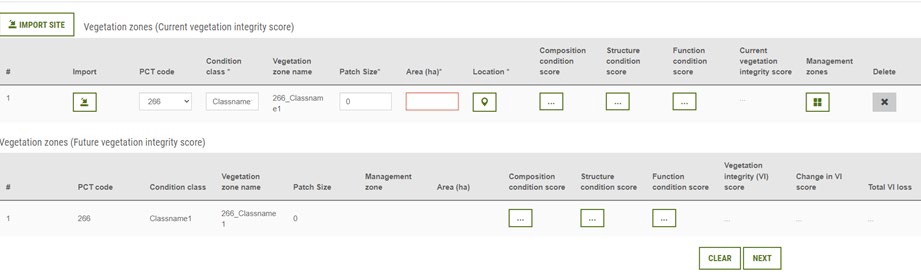 IMPORT SITE
Vegetation zones (Current vegetation integrity score)
# Import PCT code Condition class * Vegetation zone name Patch Size* Area (ha)* Location * Composition condition score Structure condition score Function condition score Current vegetation integrity score Management zones Delete
1 266 Classname 266_Classname1 0 ... ... ... ...
Vegetation zones (Future vegetation integrity score)
# PCT code Condition class Vegetation zone name Patch Size Management zone Area (ha) Composition condition score Structure condition score Function condition score Vegetation integrity (VI) score Change in VI score Total VI loss
1 266 Classname1 266_Classname1 0 ... ... ... ... ... ...
CLEAR NEXT